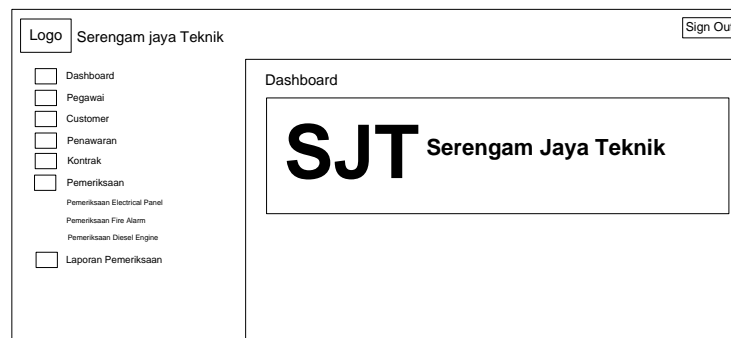 Logo
Serengam jaya Teknik
Sign Out
Dashboard
Pegawai
Customer
Penawaran
Kontrak
Pemeriksaan
Pemeriksaan Electrical Panel
Pemeriksaan Fire Alarm
Pemeriksaan Diesel Engine
Laporan Pemeriksaan
Dashboard
SJT Serengam Jaya Teknik